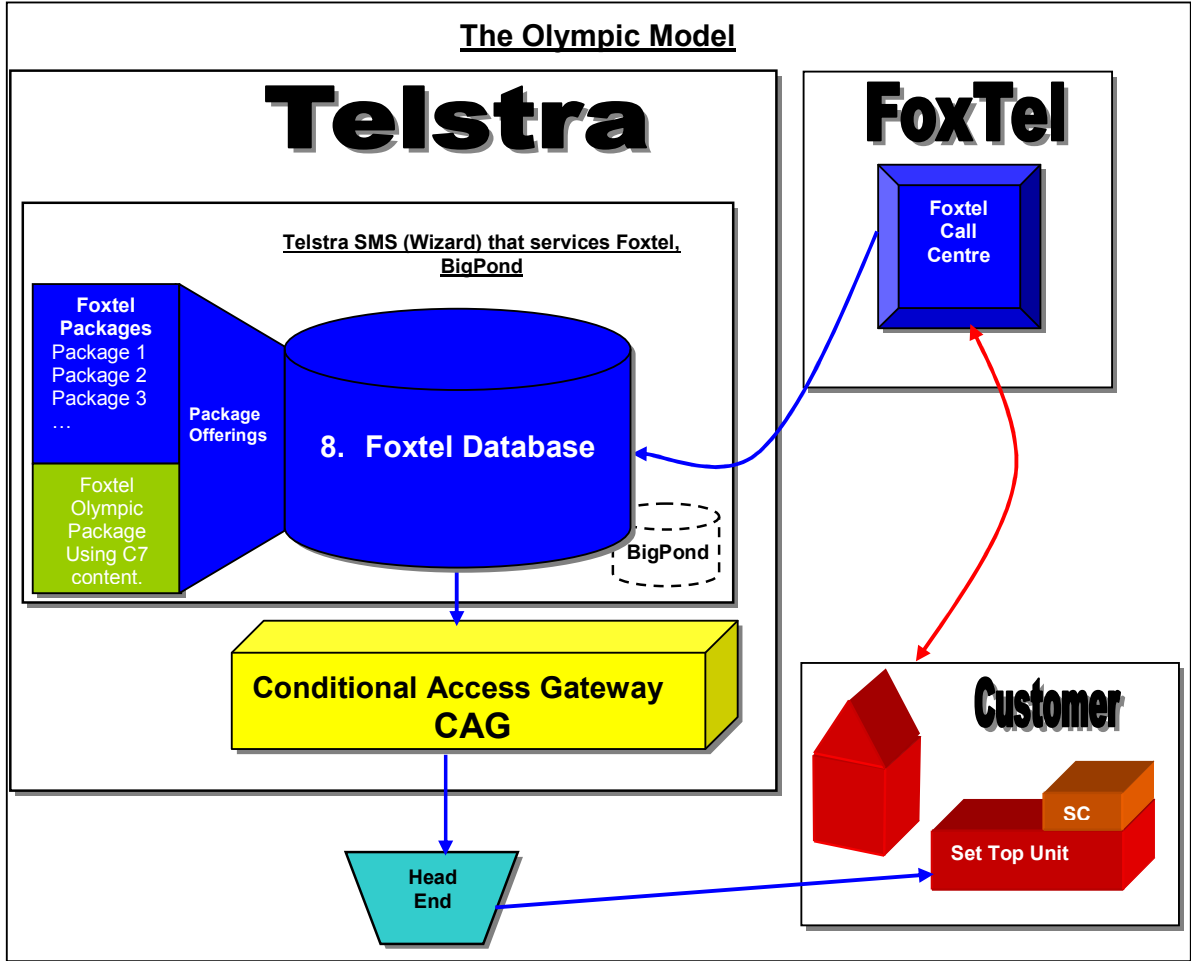 The Olympic Model
Telstra
FoxTel
Foxtel
Call
Centre
Telstra SMS (Wizard) that services Foxtel,
BigPond
Foxtel
Packages
Package 1
Package 2
Package 3
…
Package
Offerings
8. Foxtel Database
Foxtel
Olympic
Package
Using C7
content.
BigPond
Conditional Access Gateway
CAG
Customer
SC
Set Top Unit
Head
End